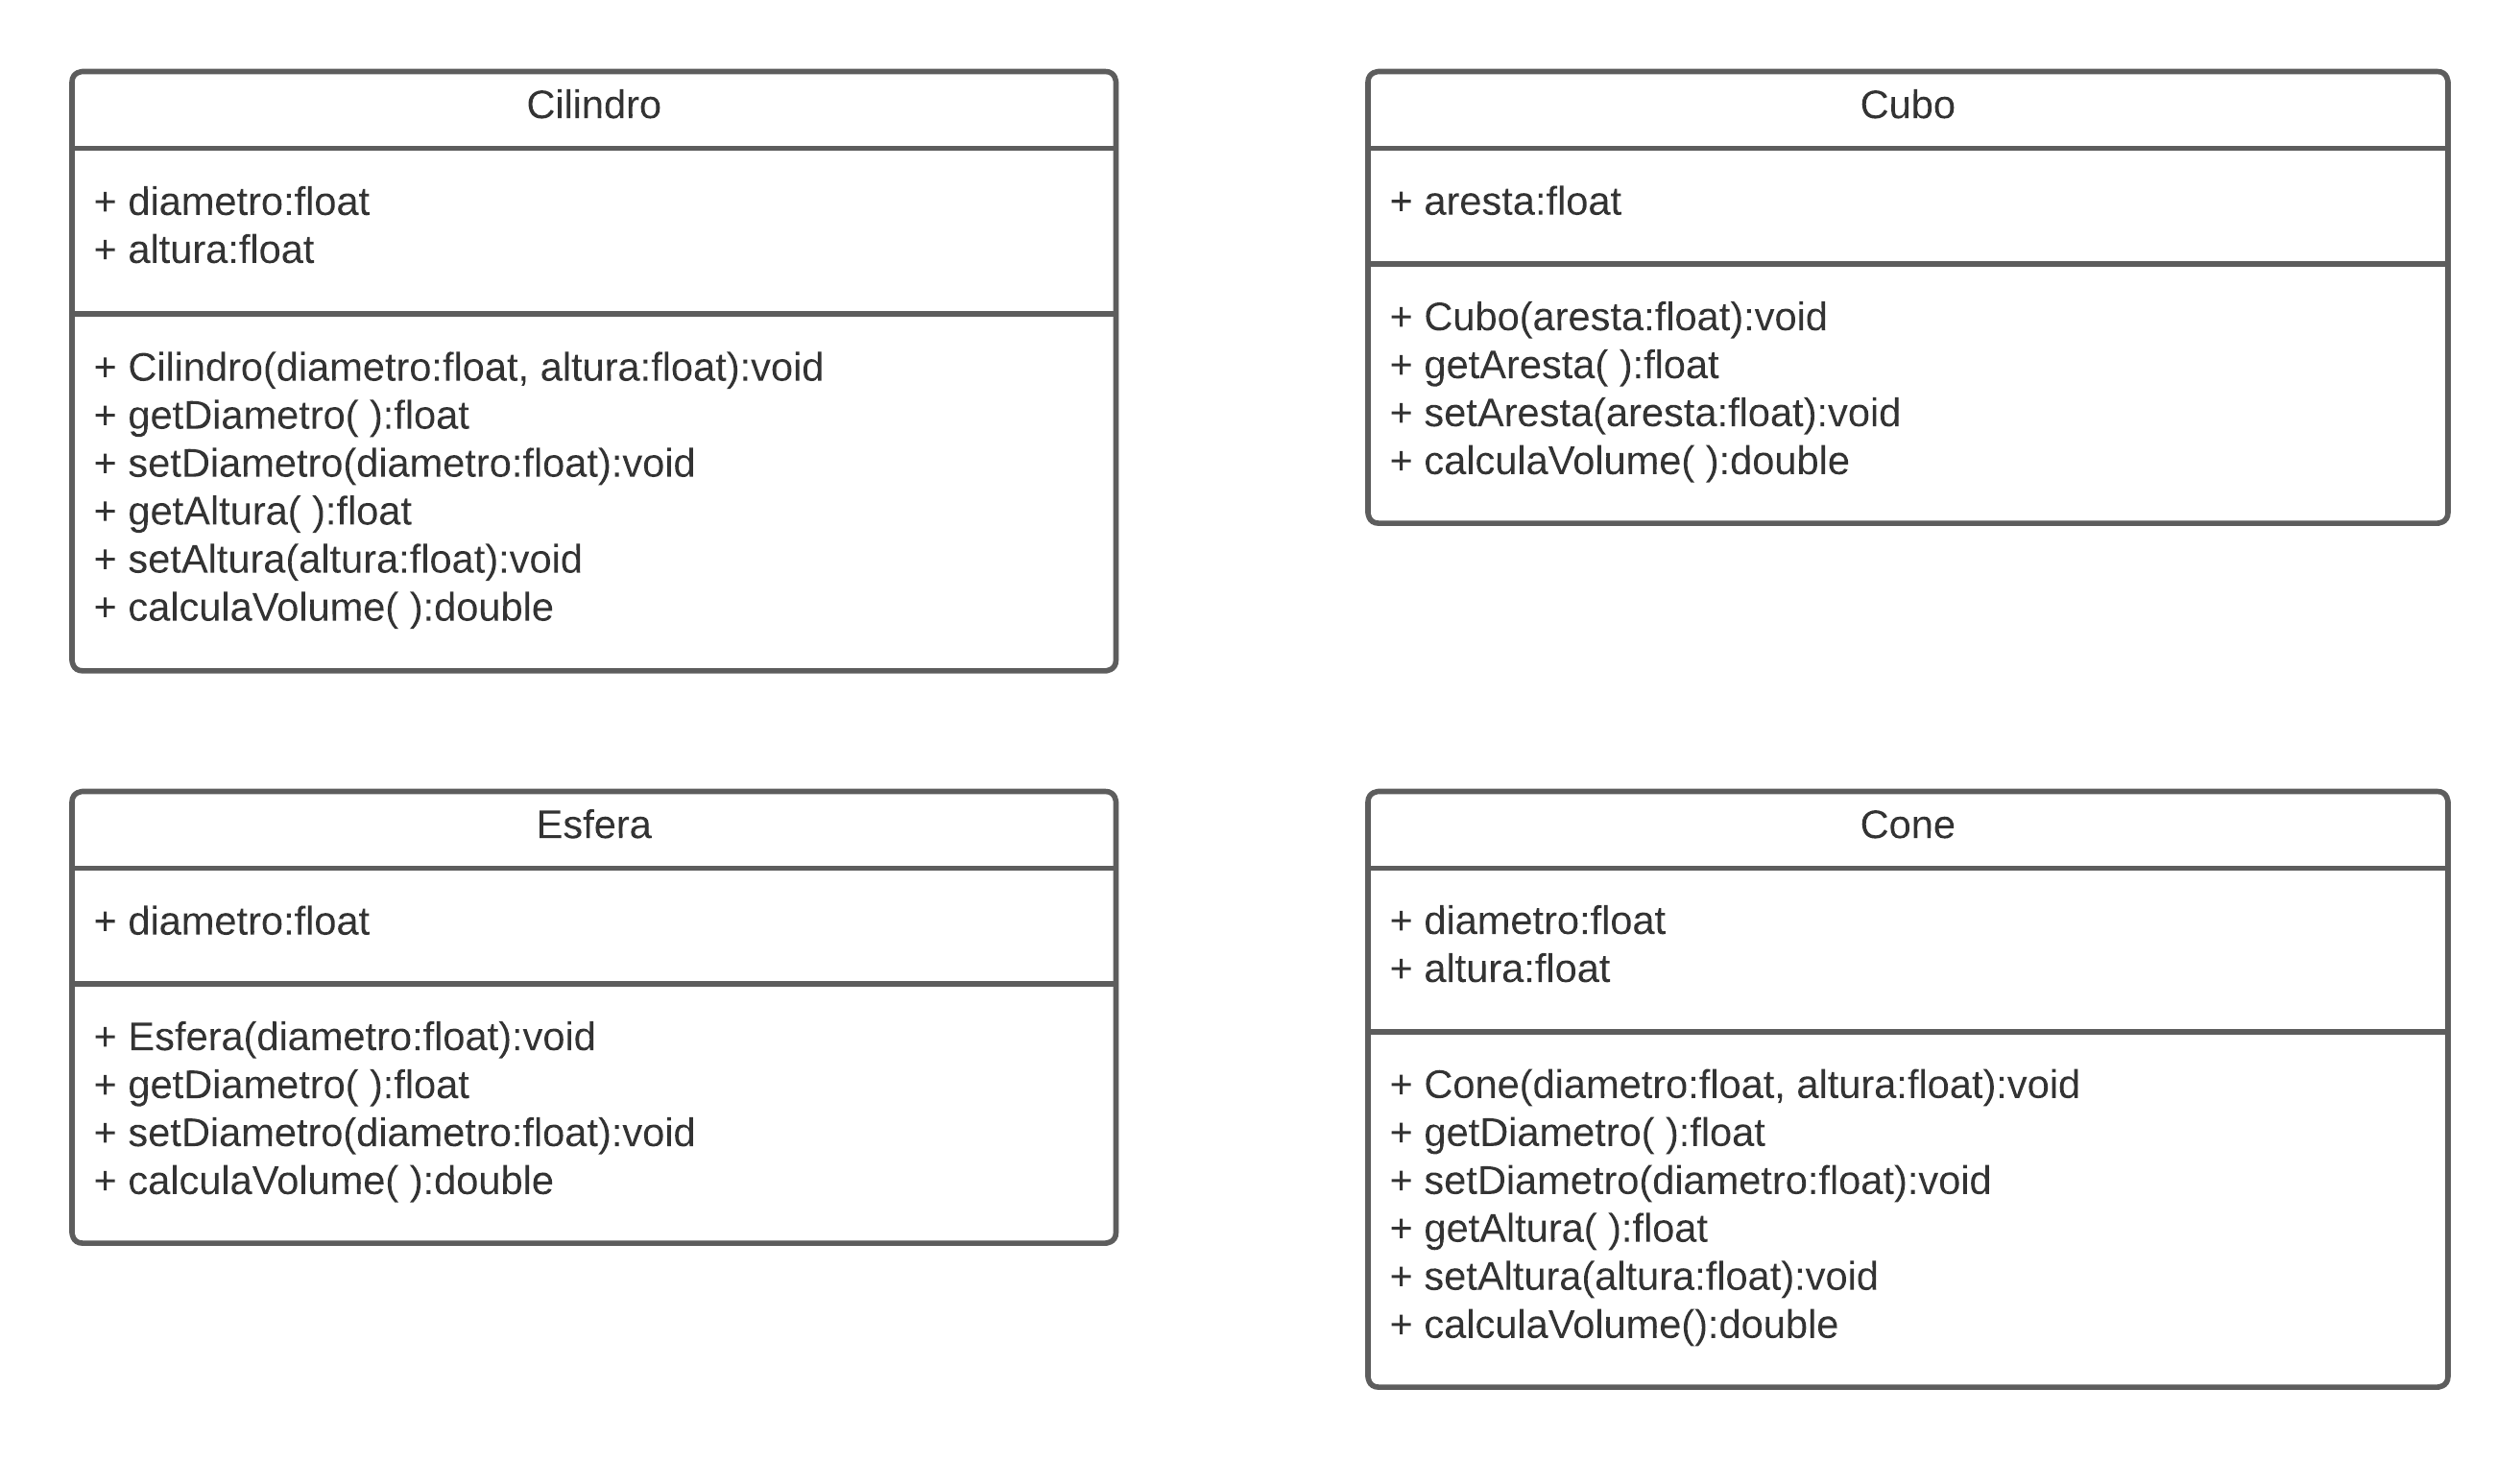 Cilindro
+ diametro:float
+ altura:float
+ Cilindro(diametro:float, altura:float):void
+ getDiametro( ):float
+ setDiametro(diametro:float):void
+ getAltura( ):float
+ setAltura(altura:float):void
+ calculaVolume( ):double
Cubo
+ aresta:float
+ Cubo(aresta:float):void
+ getAresta( ):float
+ setAresta(aresta:float):void
+ calculaVolume( ):double
Esfera
+ diametro:float
+ Esfera(diametro:float):void
+ getDiametro( ):float
+ setDiametro(diametro:float):void
+ calculaVolume( ):double
Cone
+ diametro:float
+ altura:float
+ Cone(diametro:float, altura:float):void
+ getDiametro( ):float
+ setDiametro(diametro:float):void
+ getAltura( ):float
+ setAltura(altura:float):void
+ calculaVolume():double